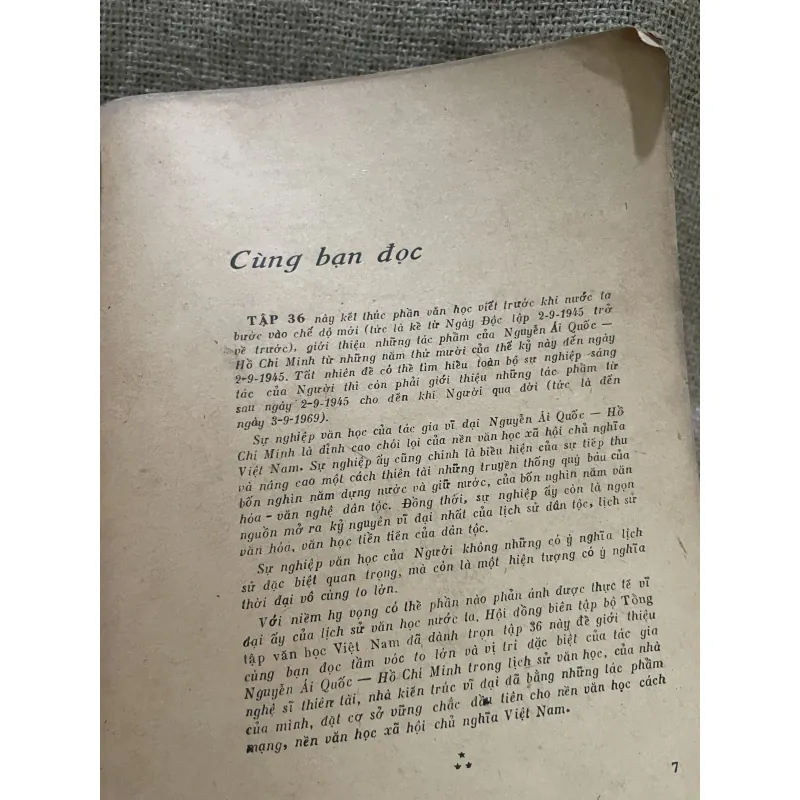 Cùng bạn đọc
TẬP 36 này kết thúc phần văn học viết trước khi nước ta
bước vào chế độ mới (tức là kể từ Ngày Độc lập 2-9-1945 trở
về trước), giới thiệu những tác phẩm của Nguyễn Ái Quốc —
Hồ Chí Minh từ những năm thứ mười của thế kỷ này đến ngày
2-9-1945. Tất nhiên để có thể tìm hiểu toàn bộ sự nghiệp sáng
tác của Người thì còn phải giới thiệu những tác phẩm từ
sau ngày 2-9-1945 cho đến khi Người qua đời (tức là đến
ngày 3-9-1969).
Sự nghiệp văn học của tác gia vĩ đại Nguyễn Ái Quốc — Hồ
Chí Minh là đỉnh cao chói lọi của nền văn học xã hội chủ nghĩa
Việt Nam. Sự nghiệp ấy cũng chính là biểu hiện của sự tiếp thu
và nâng cao một cách thiên tài những truyền thống quý báu của
bốn nghìn năm dựng nước và giữ nước, của bốn nghìn năm văn
hóa - văn nghệ dân tộc. Đồng thời, sự nghiệp ấy còn là ngọn
nguồn mở ra kỷ nguyên vĩ đại nhất của lịch sử dân tộc, lịch sử
văn hóa, văn học tiền tiến của dân tộc.
Sự nghiệp văn học của Người không những có ý nghĩa lịch
sử đặc biệt quan trọng, mà còn là một hiện tượng có ý nghĩa
thời đại vô cùng to lớn.
Với niềm hy vọng có thể phần nào phản ánh được thực tế vĩ
đại ấy của lịch sử văn học nước ta, Hội đồng biên tập bộ Tổng
tập văn học Việt Nam đã dành trọn tập 36 này để giới thiệu
cùng bạn đọc tầm vóc to lớn và vị trí đặc biệt của tác gia
Nguyễn Ái Quốc — Hồ Chí Minh trong lịch sử văn học, của nhà
nghệ sĩ thiên tài, nhà kiến trúc vĩ đại đã bằng những tác phẩm
của mình, đặt cơ sở vững chắc đầu tiên cho nền văn học cách
mạng, nền văn học xã hội chủ nghĩa Việt Nam.
7